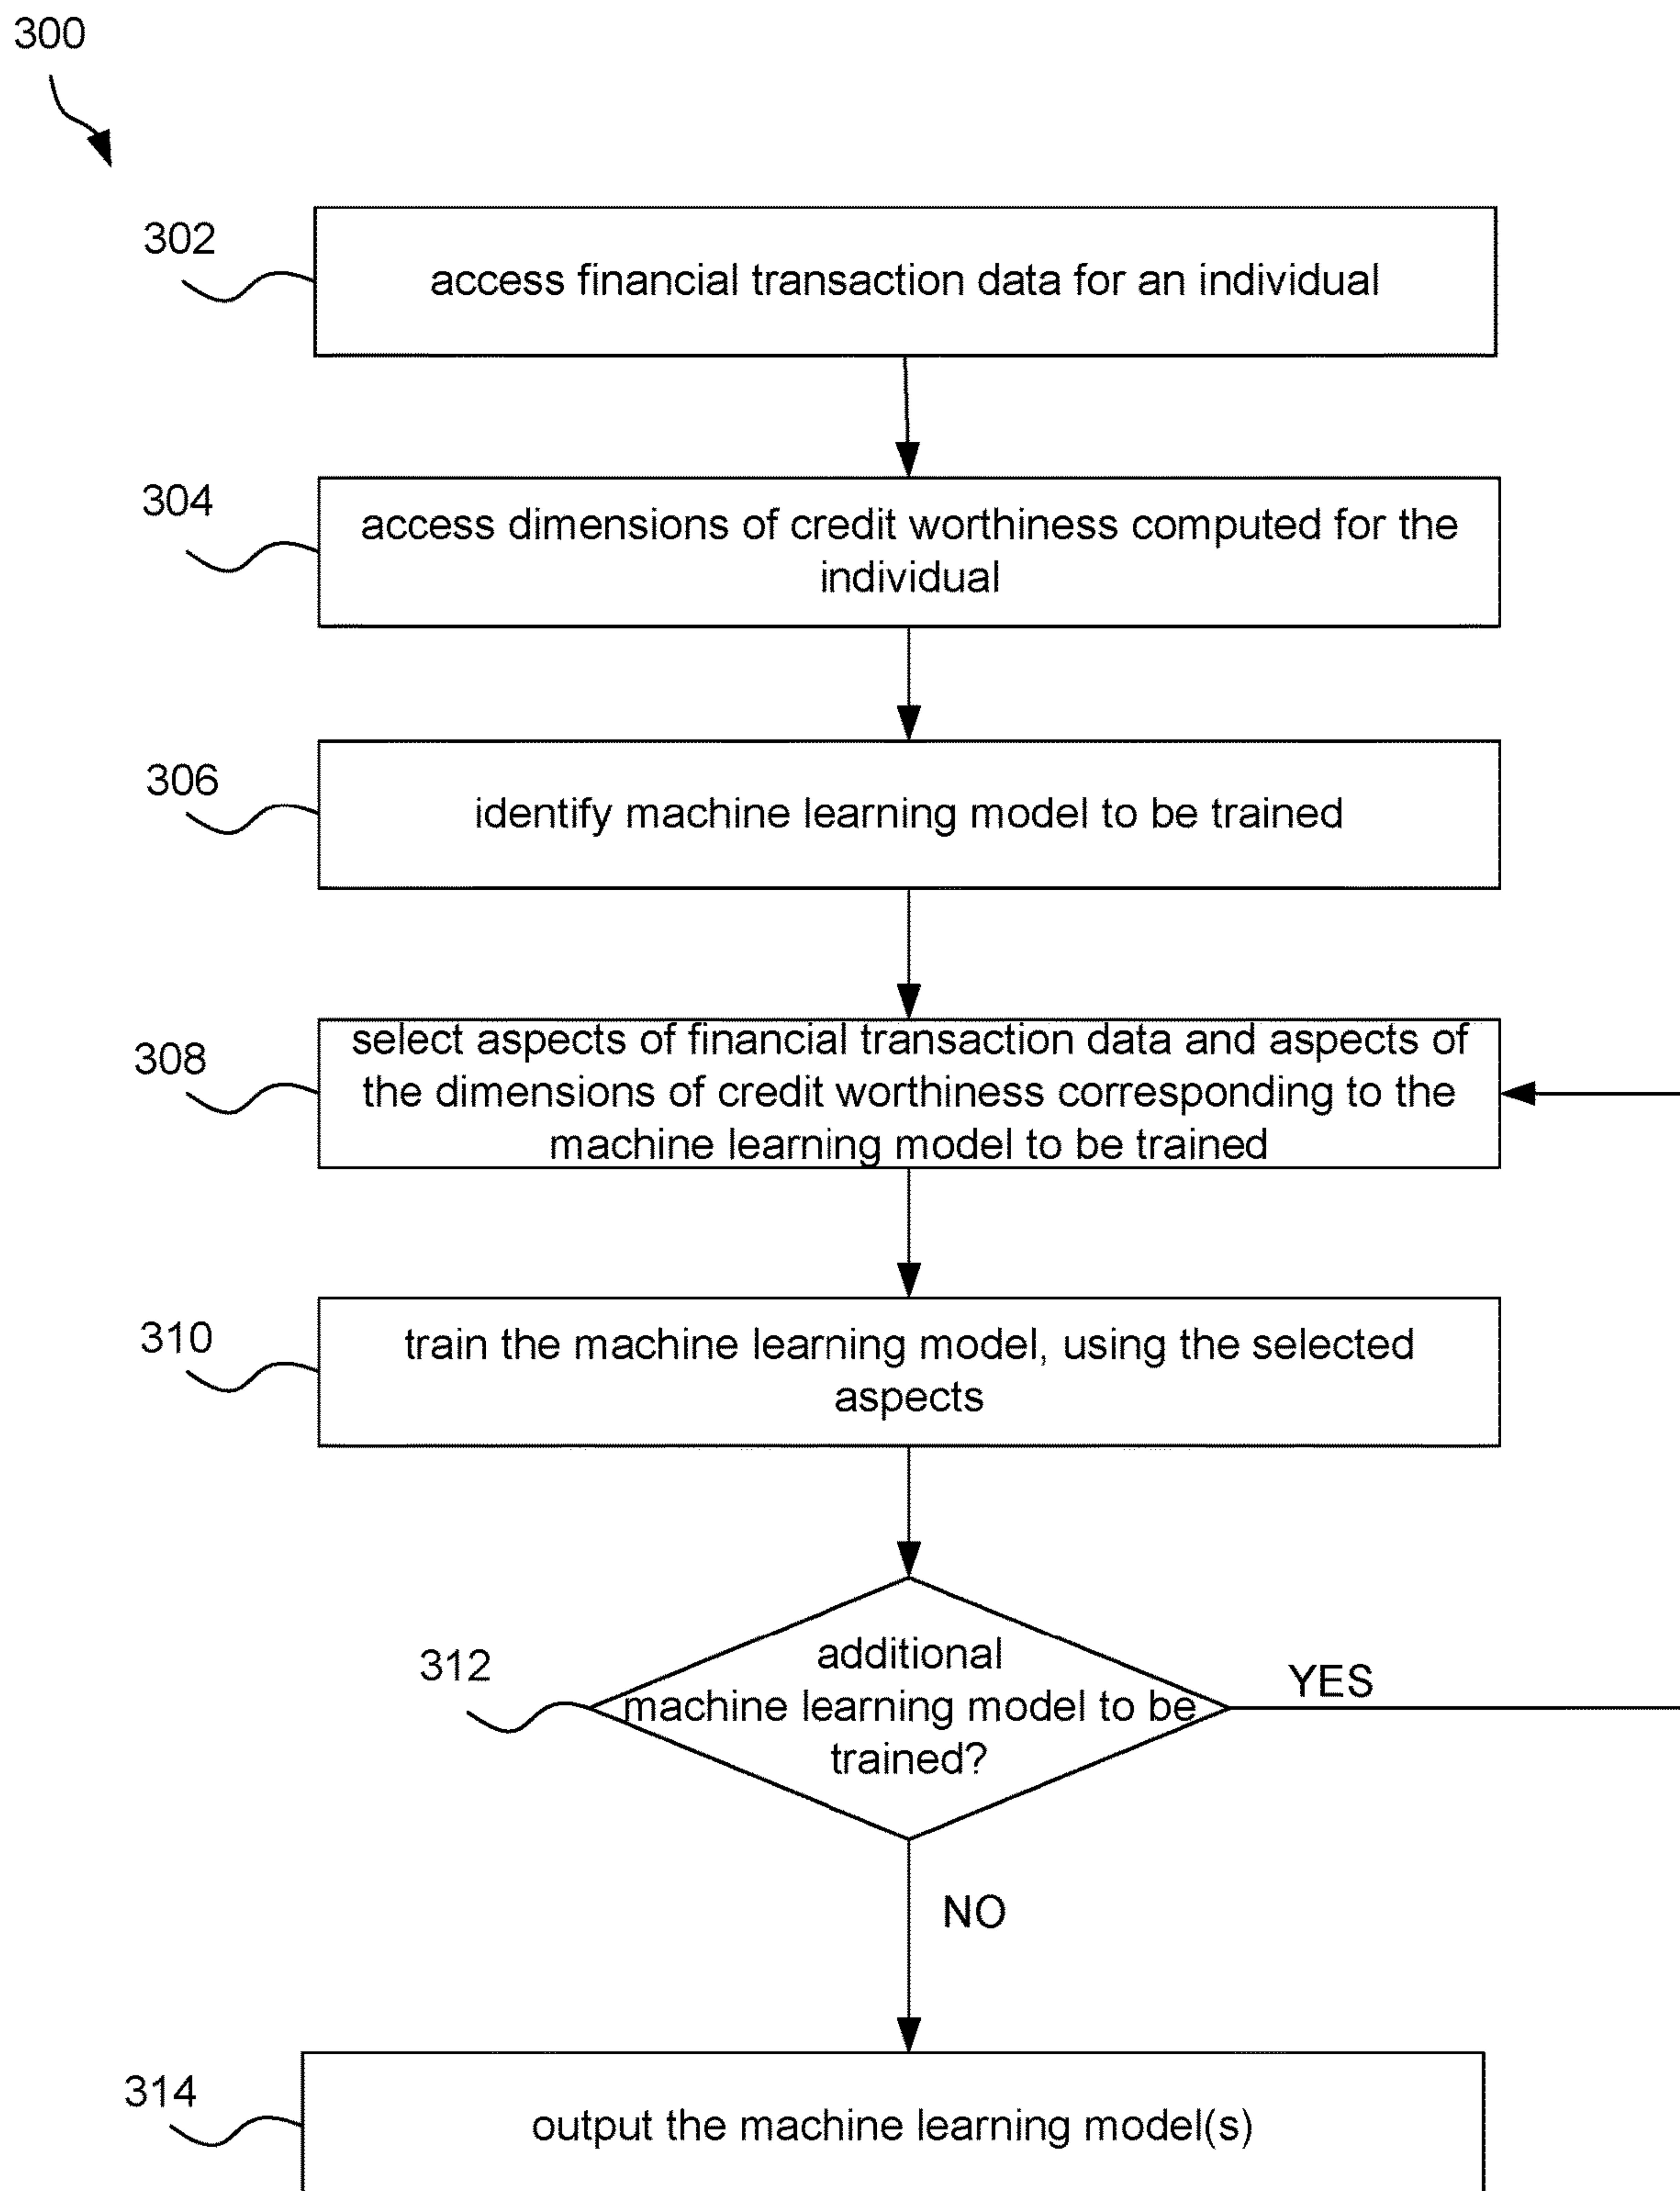 300
302
access financial transaction data for an individual
304
access dimensions of credit worthiness computed for the
individual
306
identify machine learning model to be trained
308
select aspects of financial transaction data and aspects of
the dimensions of credit worthiness corresponding to the
machine learning model to be trained
310
train the machine learning model, using the selected
aspects
312
additional
machine learning model to be
trained?
YES
NO
314
output the machine learning model(s)